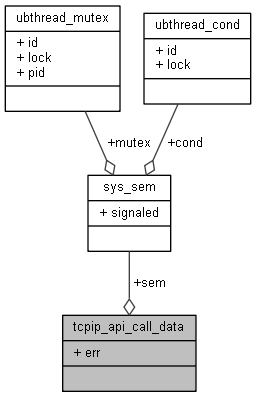 ubthread_mutex
+ id
+ lock
+ pid
ubthread_cond
+ id
+ lock
+mutex
+cond
sys_sem
+ signaled
+sem
tcpip_api_call_data
+ err